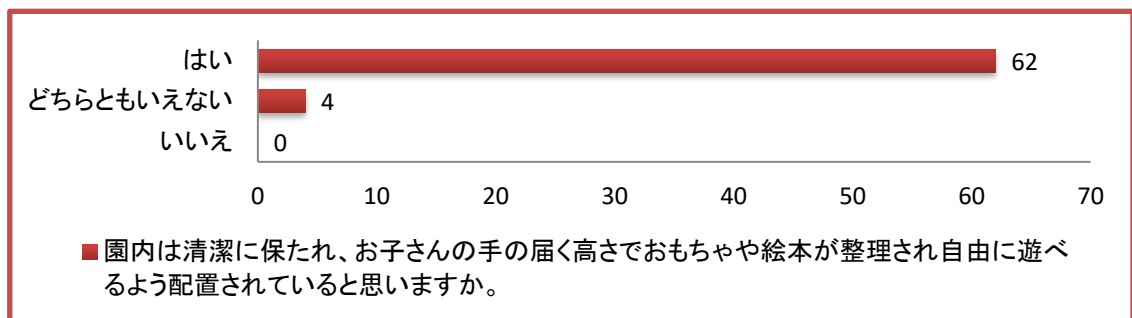 はい 62
どちらともいえない 4
いいえ 0
0 10 20 30 40 50 60 70
園内は清潔に保たれ、お子さんの手の届く高さでおもちゃや絵本が整理され自由に遊べ
るよう配置されていると思いますか。